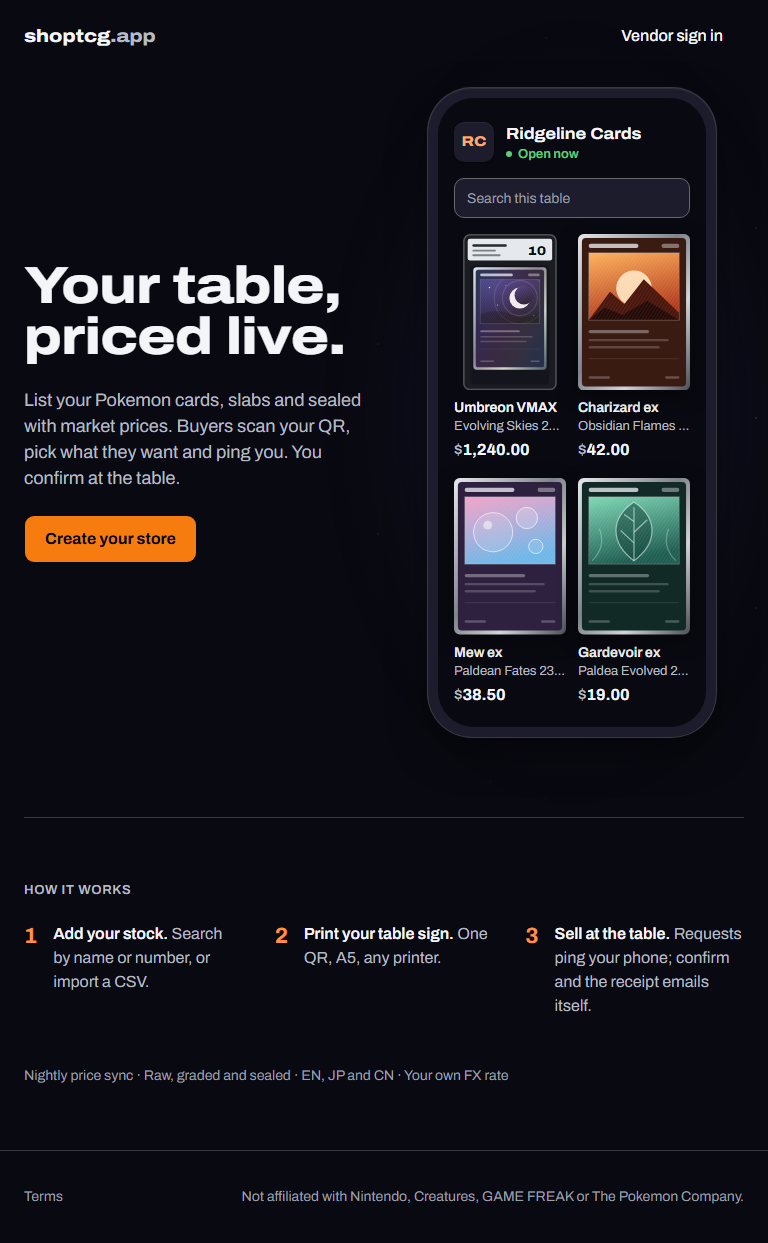 shoptcg.app
Vendor sign in
Your table,
priced live.
List your Pokemon cards, slabs and sealed
with market prices. Buyers scan your QR,
pick what they want and ping you. You
confirm at the table.
Create your store
RC
Ridgeline Cards
Open now
Search this table
10
Umbreon VMAX
Evolving Skies 2...
$1,240.00
Charizard ex
Obsidian Flames ...
$42.00
Mew ex
Paldean Fates 23...
$38.50
Gardevoir ex
Paldea Evolved 2...
$19.00
HOW IT WORKS
1 Add your stock. Search
by name or number, or
import a CSV.
2 Print your table sign. One
QR, A5, any printer.
3 Sell at the table. Requests
ping your phone; confirm
and the receipt emails
itself.
Nightly price sync · Raw, graded and sealed · EN, JP and CN · Your own FX rate
Terms
Not affiliated with Nintendo, Creatures, GAME FREAK or The Pokemon Company.